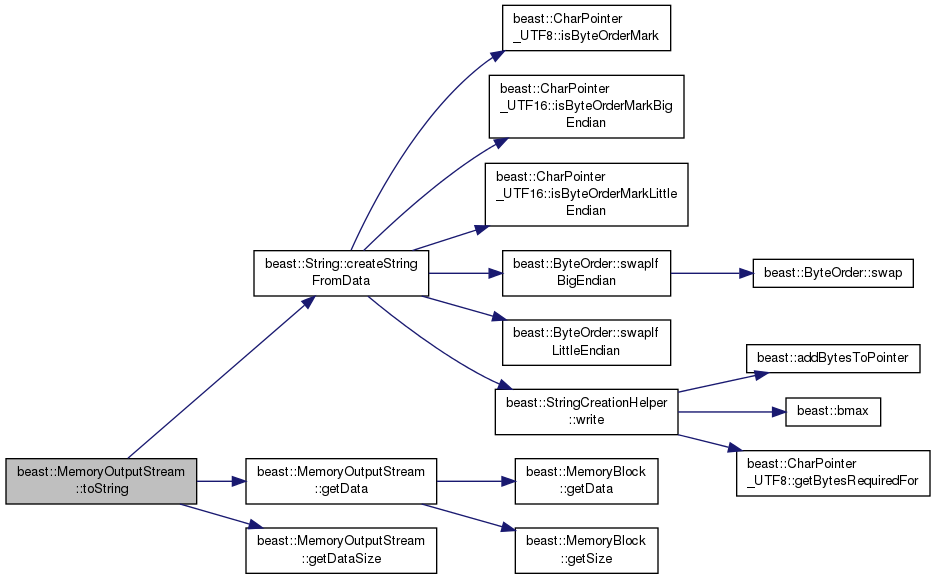 beast::CharPointer
_UTF8::isByteOrderMark
beast::CharPointer
_UTF16::isByteOrderMarkBig
Endian
beast::CharPointer
_UTF16::isByteOrderMarkLittle
Endian
beast::String::createString
FromData
beast::ByteOrder::swapIf
BigEndian
beast::ByteOrder::swap
beast::ByteOrder::swapIf
LittleEndian
beast::StringCreationHelper
::write
beast::addBytesToPointer
beast::bmax
beast::CharPointer
_UTF8::getBytesRequiredFor
beast::MemoryOutputStream
::toString
beast::MemoryOutputStream
::getData
beast::MemoryBlock
::getData
beast::MemoryOutputStream
::getDataSize
beast::MemoryBlock
::getSize